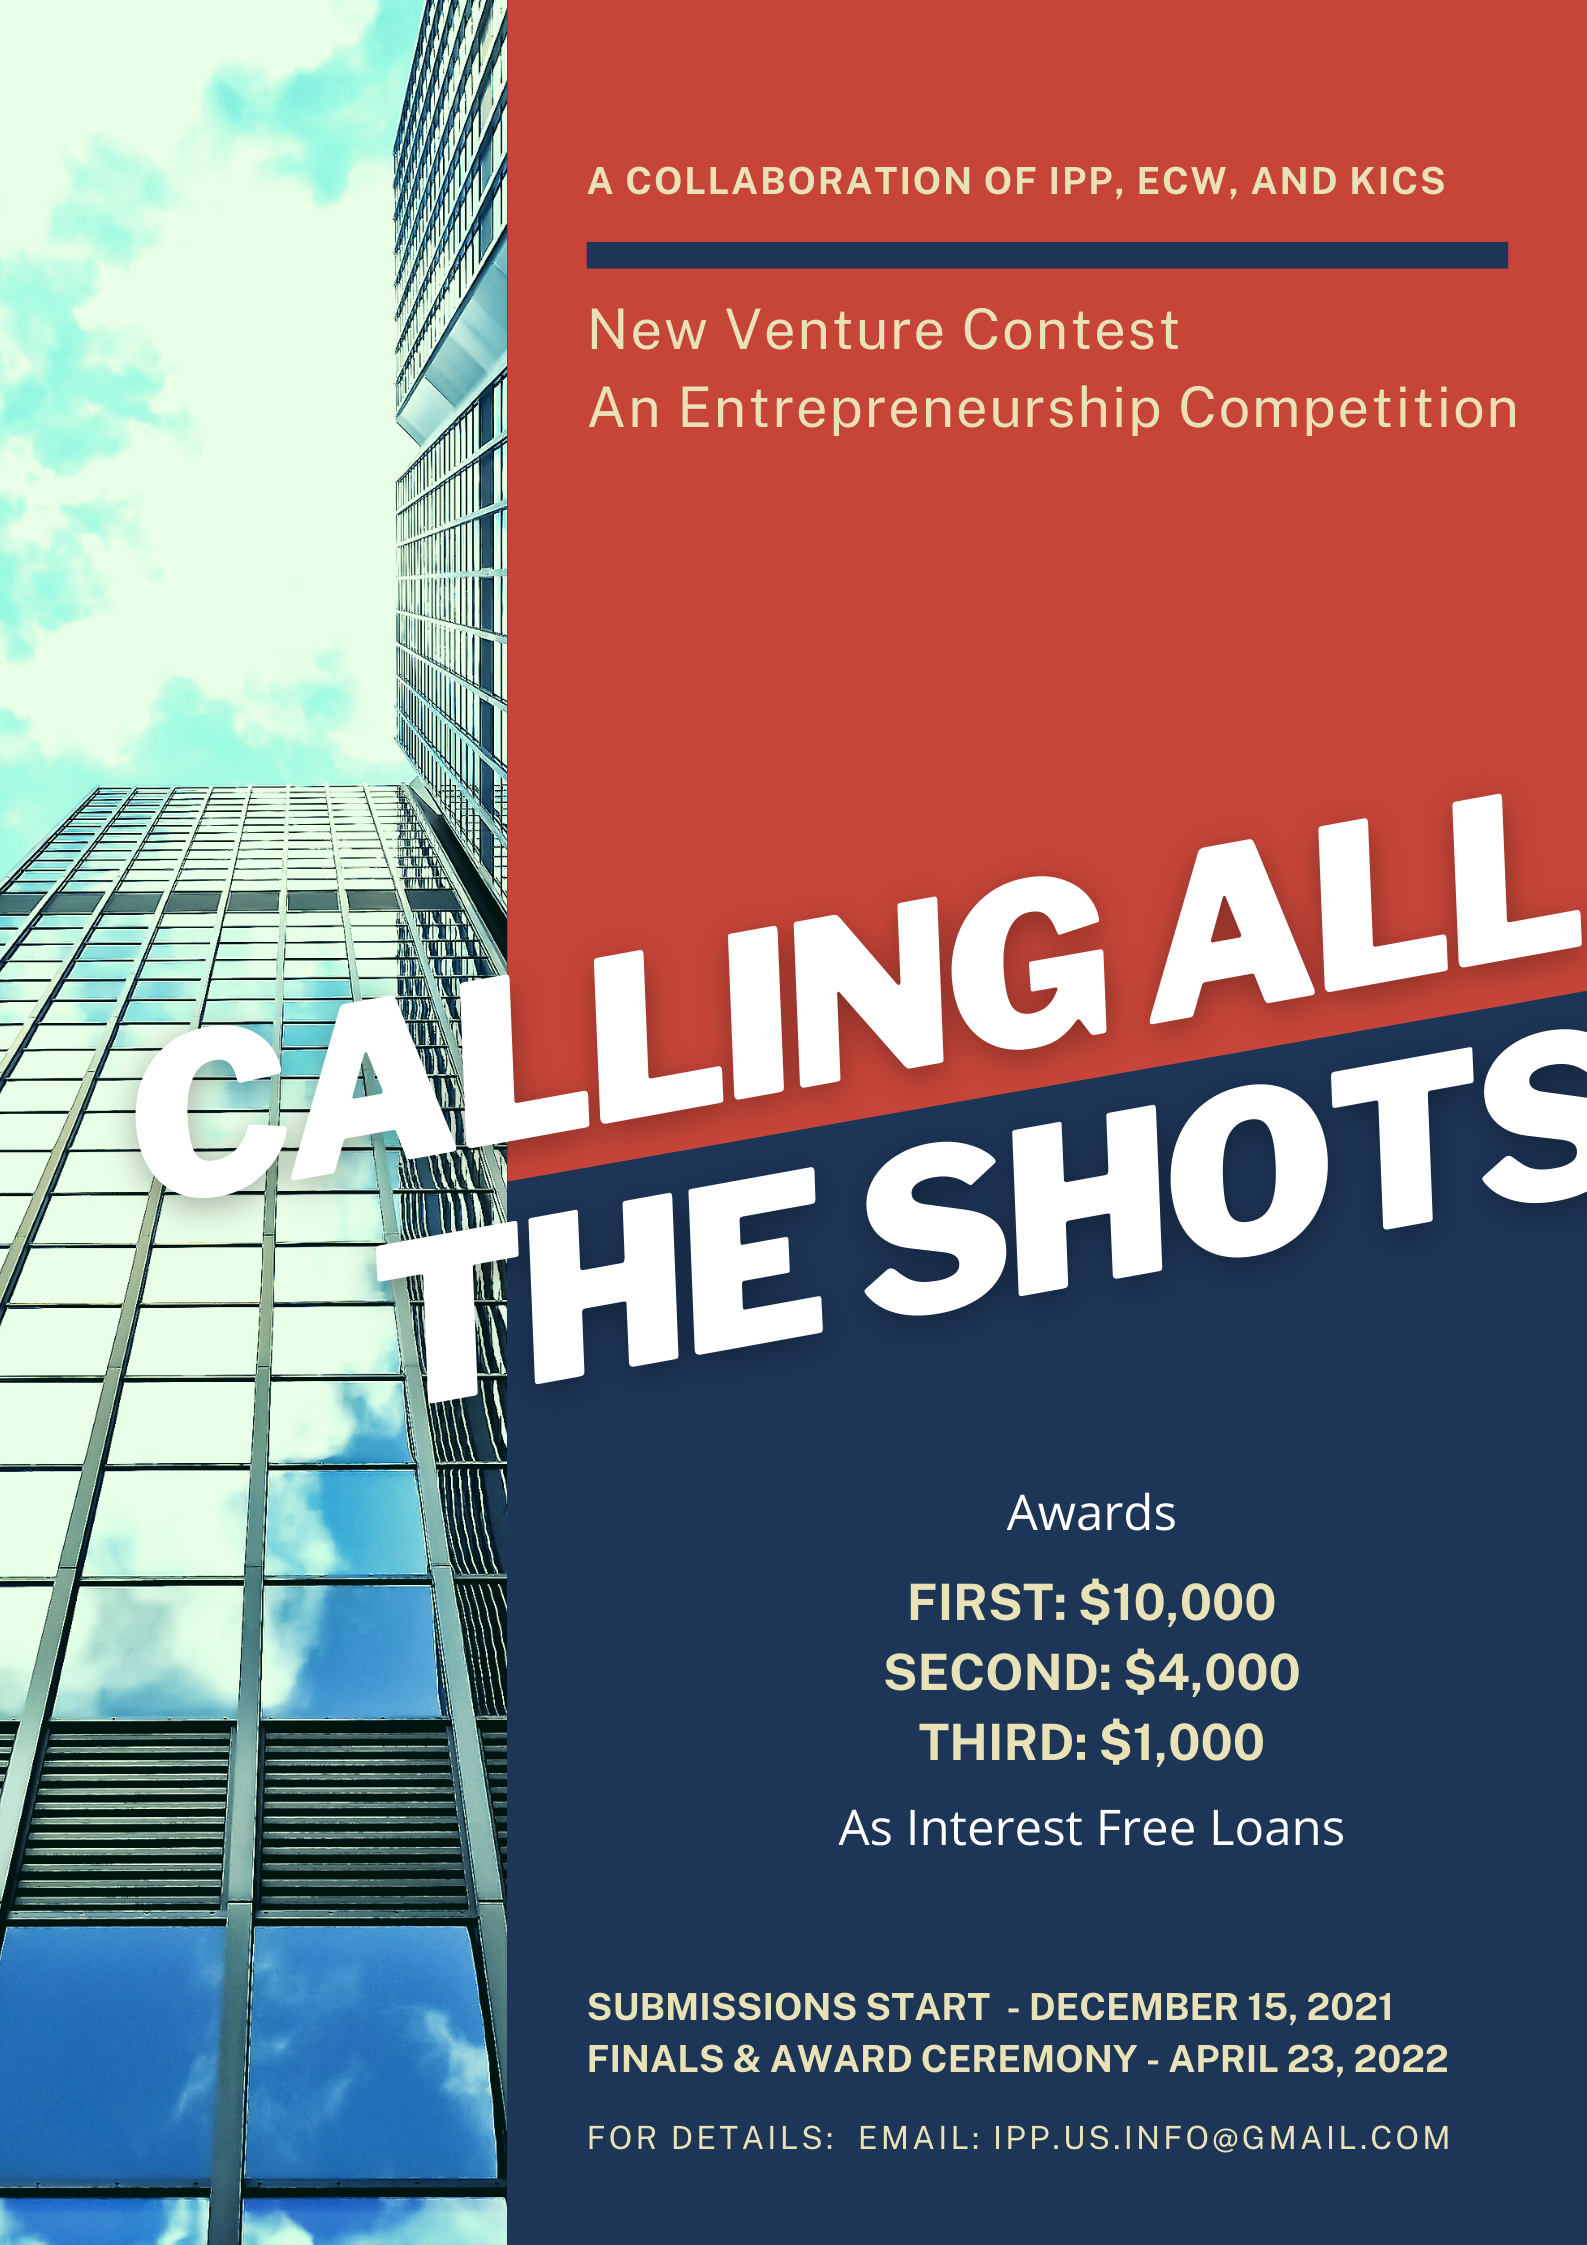 A COLLABORATION OF IPP, ECW, AND KICS
New Venture Contest
An Entrepreneurship Competition
CALLING ALL
THE SHOTS
Awards
FIRST: $10,000
SECOND: $4,000
THIRD: $1,000
As Interest Free Loans
SUBMISSIONS START - DECEMBER 15, 2021
FINALS & AWARD CEREMONY - APRIL 23, 2022
FOR DETAILS: EMAIL: IPP.US.INFO@GMAIL.COM